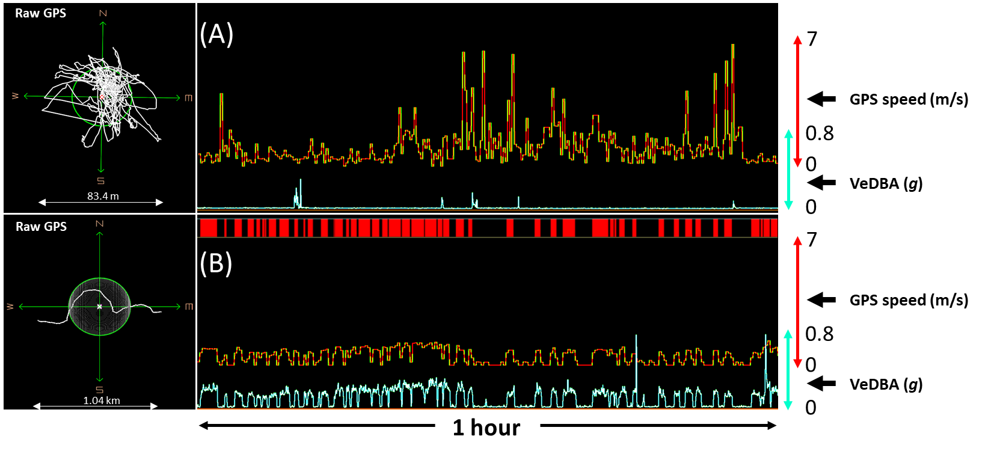 Raw GPS
N
W
E
S
83.4 m
(A)
7
GPS speed (m/s)
0.8
0
VeDBA (g)
0
Raw GPS
N
W
E
S
1.04 km
(B)
7
GPS speed (m/s)
0.8
0
VeDBA (g)
0
1 hour